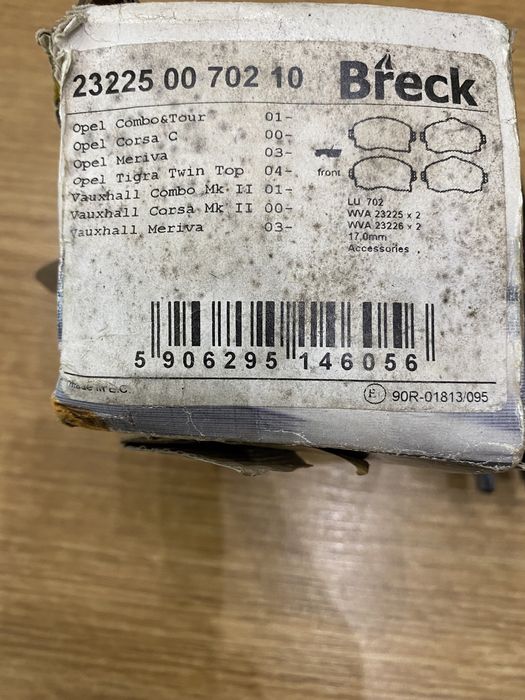 23225 00 702 10
Breck
Opel Combo&Tour 01-
Opel Corsa C 00-
Opel Meriva 03-
Opel Tigra Twin Top 04-
Vauxhall Combo Mk II 01-
Vauxhall Corsa Mk II 00-
Vauxhall Meriva 03-
front
LU 702
WVA 23225 x 2
WVA 23226 x 2
17,0mm
Accessories
5 906295 146056
Made in E.C.
90R-01813/095